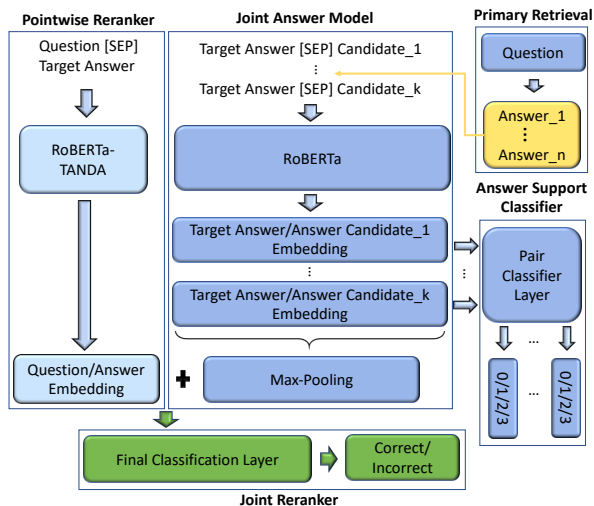 Pointwise Reranker
Question [SEP]
Target Answer
RoBERTa-
TANDA
Question/Answer
Embedding
Joint Answer Model
Target Answer [SEP] Candidate_1
⋮
Target Answer [SEP] Candidate_k
RoBERTa
Target Answer/Answer Candidate_1
Embedding
⋮
Target Answer/Answer Candidate_k
Embedding
+
Max-Pooling
Primary Retrieval
Question
Answer_1
⋮
Answer_n
Answer Support
Classifier
⋮
Pair
Classifier
Layer
...
0/1/2/3
...
0/1/2/3
Final Classification Layer
Correct/
Incorrect
Joint Reranker